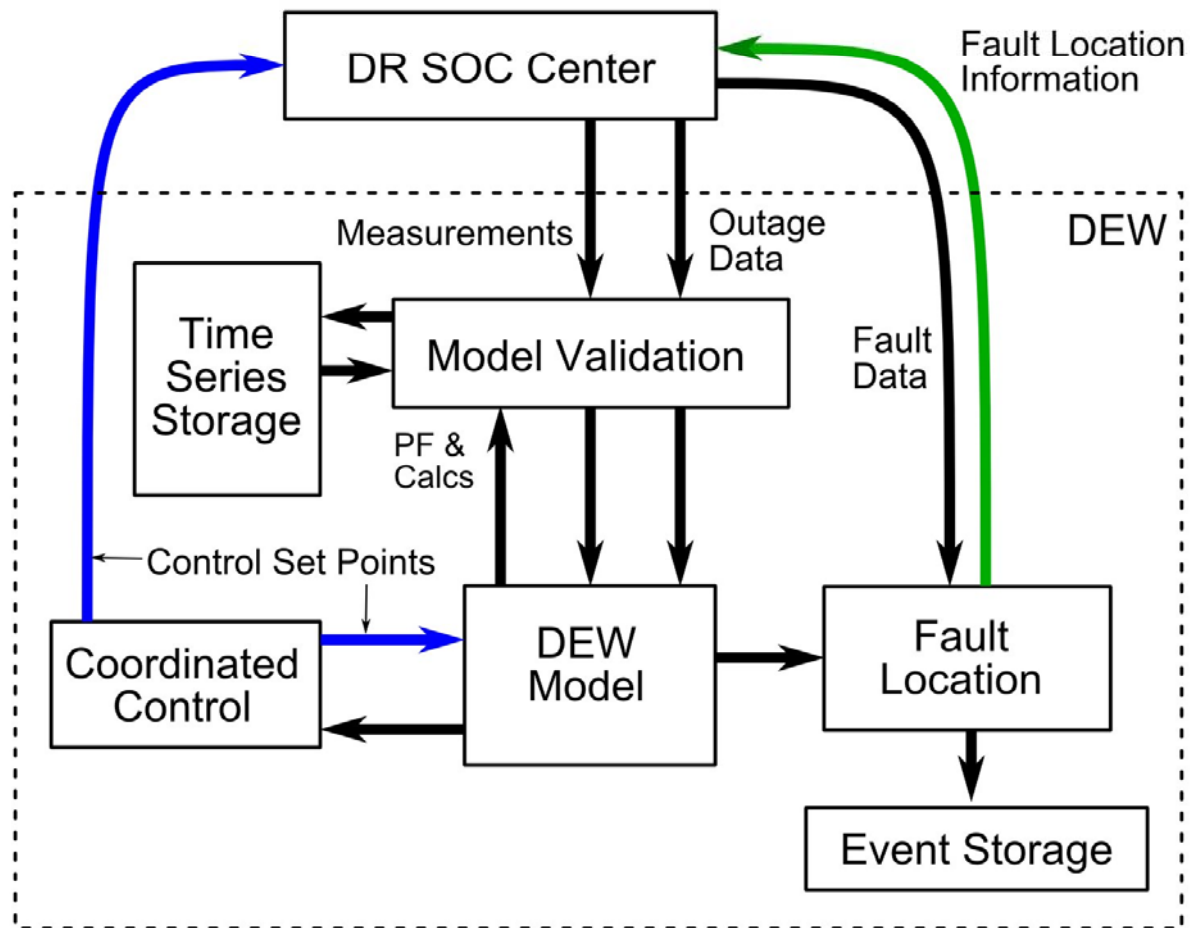 DR SOC Center
Fault Location
Information
DEW
Measurements
Outage
Data
Time
Series
Storage
Model Validation
Fault
Data
PF &
Calcs
Control Set Points
Coordinated
Control
DEW
Model
Fault
Location
Event Storage